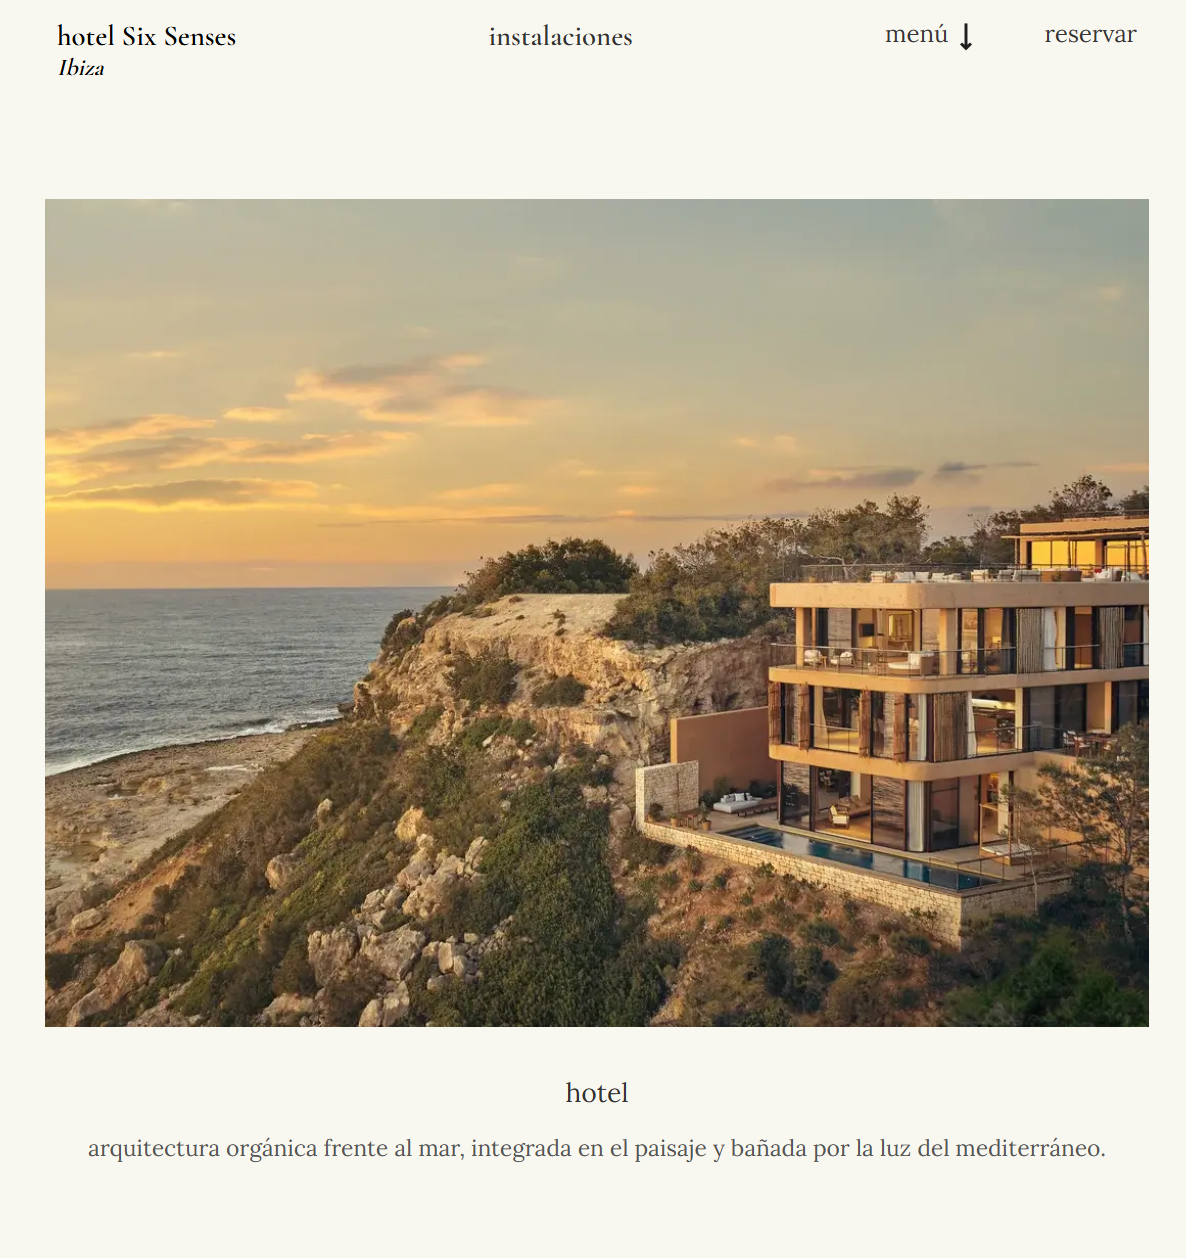 hotel Six Senses
Ibiza
instalaciones
menú ↓
reservar
hotel
arquitectura orgánica frente al mar, integrada en el paisaje y bañada por la luz del mediterráneo.